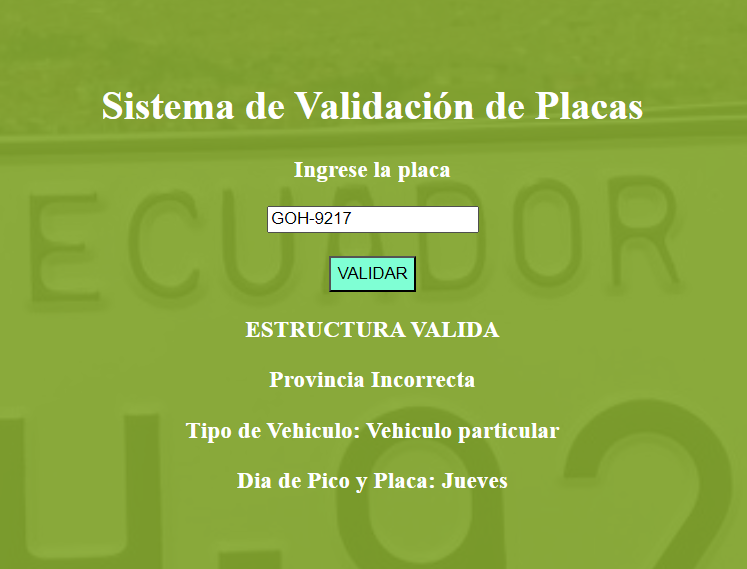 Sistema de Validación de Placas
Ingrese la placa
ECUADOR
GOH-9217
VALIDAR
ESTRUCTURA VALIDA
Provincia Incorrecta
Tipo de Vehiculo: Vehiculo particular
Dia de Pico y Placa: Jueves